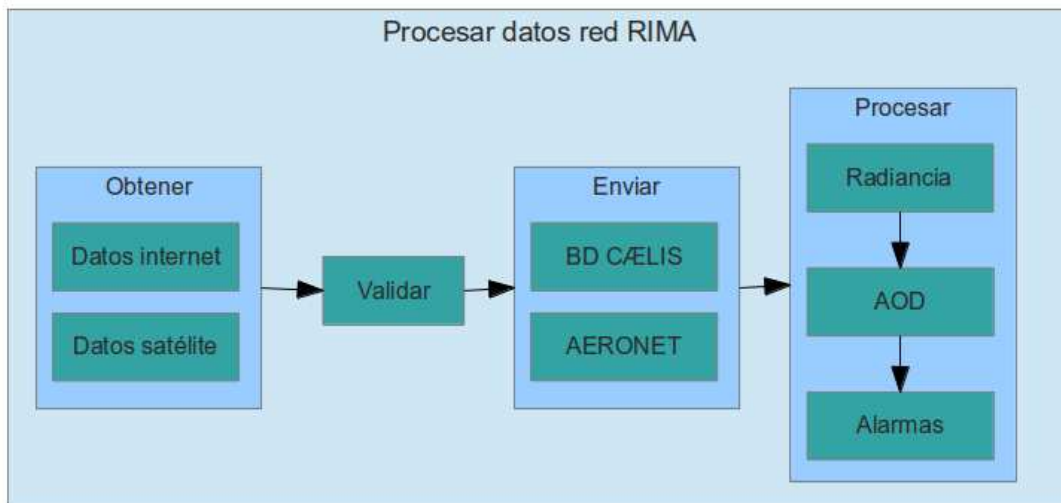 Procesar datos red RIMA
Obtener
Datos internet
Datos satélite
Validar
Enviar
BD CÆLIS
AERONET
Procesar
Radiancia
AOD
Alarmas